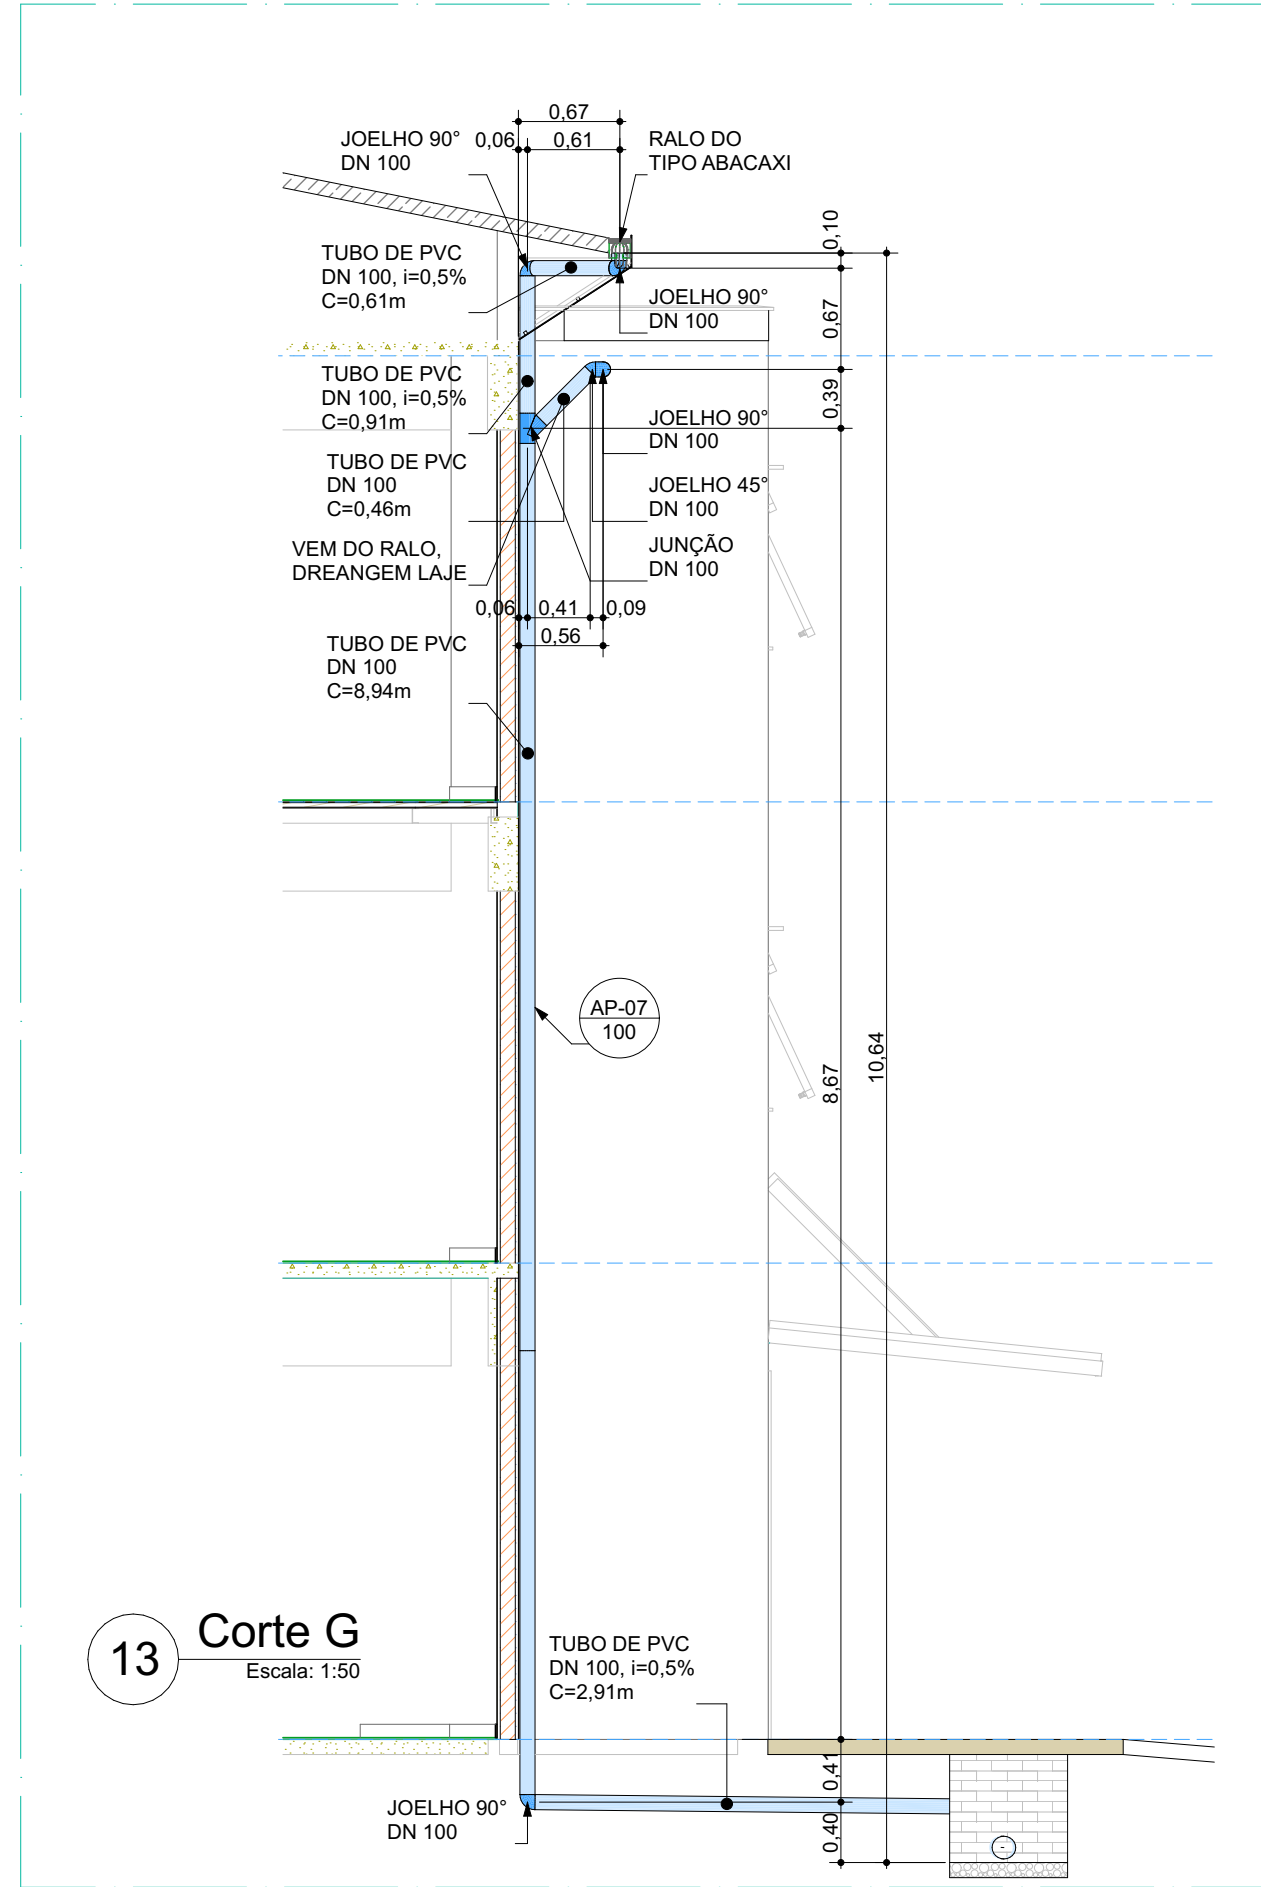 0,67
JOELHO 90°
DN 100
0,06
0,61
RALO DO
TIPO ABACAXI
0,10
TUBO DE PVC
DN 100, i=0,5%
C=0,61m
JOELHO 90°
DN 100
0,67
TUBO DE PVC
DN 100, i=0,5%
C=0,91m
0,39
JOELHO 90°
DN 100
TUBO DE PVC
DN 100
C=0,46m
JOELHO 45°
DN 100
VEM DO RALO,
DREANGEM LAJE
JUNÇÃO
DN 100
0,06
0,41
0,09
0,56
TUBO DE PVC
DN 100
C=8,94m
AP-07
100
8,67
10,64
13
Corte G
Escala: 1:50
TUBO DE PVC
DN 100, i=0,5%
C=2,91m
0,41
JOELHO 90°
DN 100
0,40